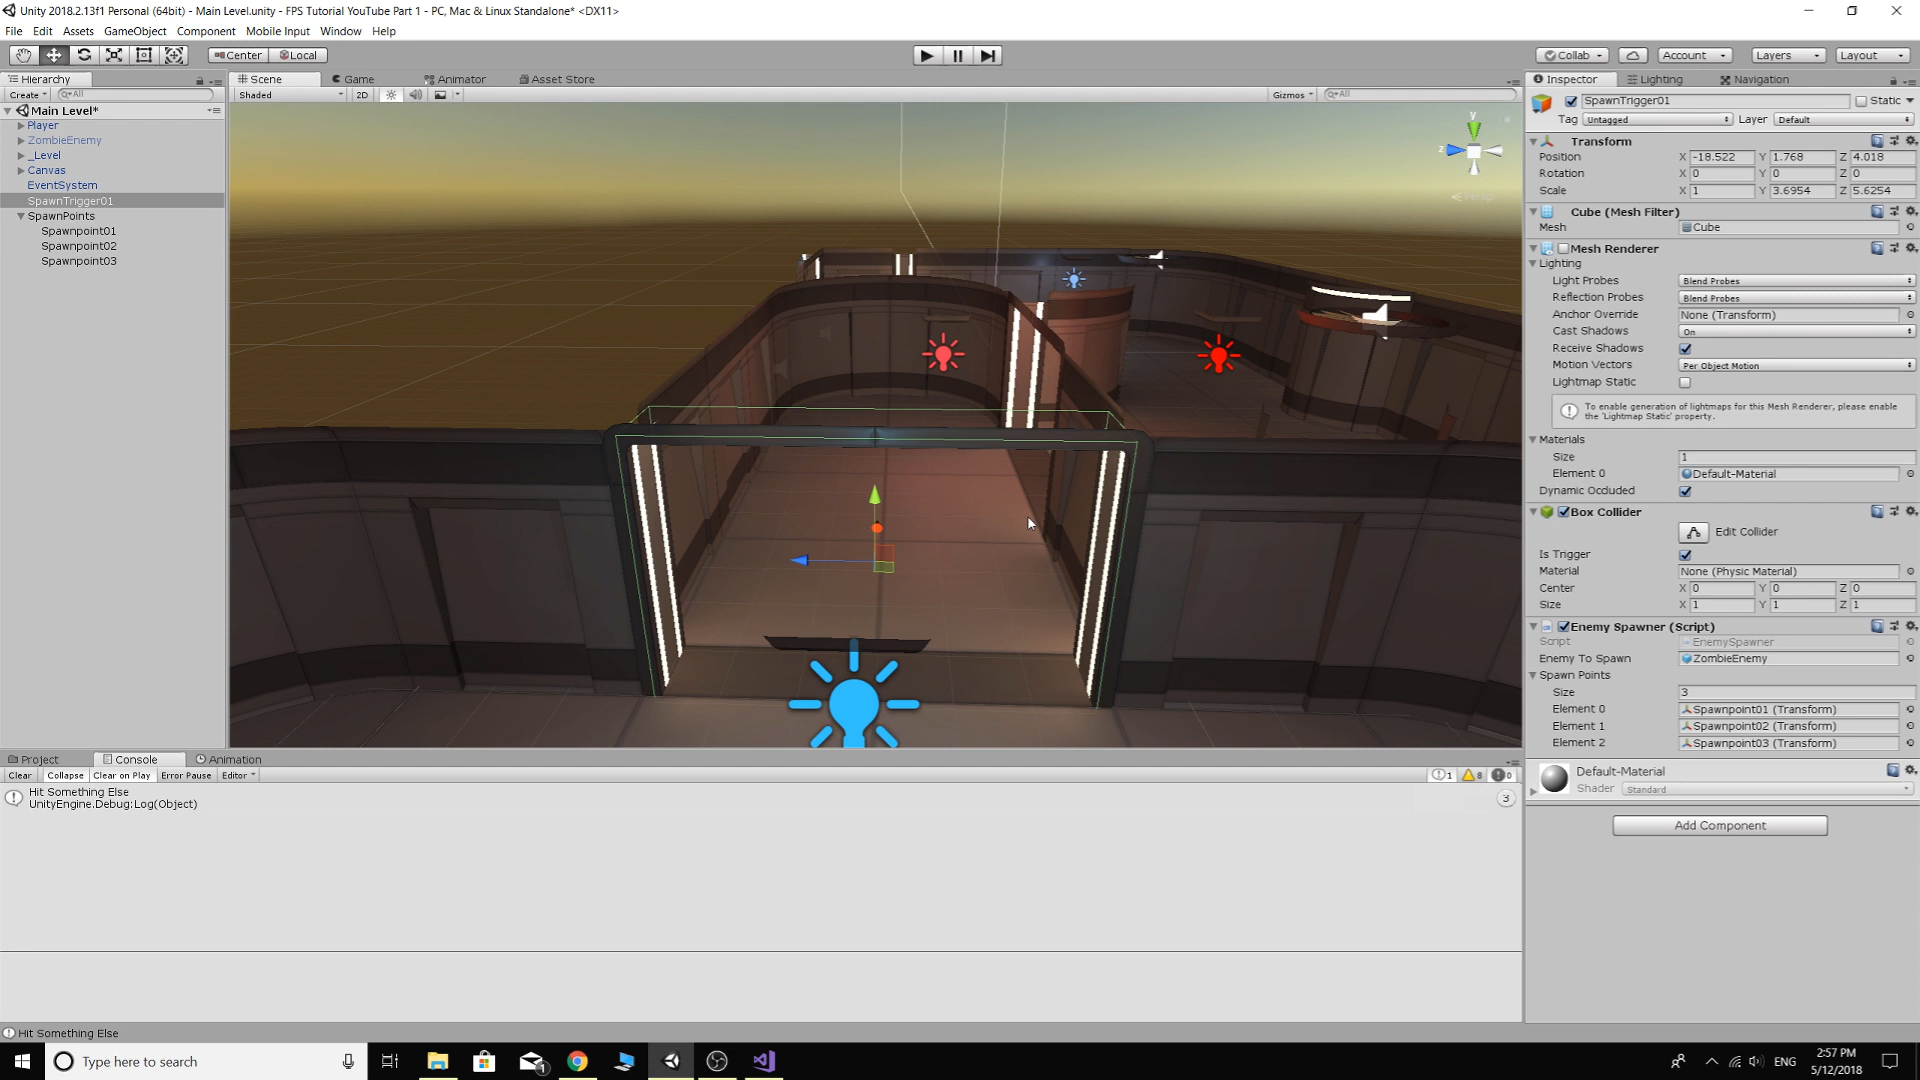 Unity 2018.2.13f1 Personal (64bit) - Main Level.unity - FPS Tutorial YouTube Part 1 - PC, Mac & Linux Standalone* <DX11>
File Edit Assets GameObject Component Mobile Input Window Help
Center Local Collab Account Layers Layout
Hierarchy
Create All
Main Level*
Player
ZombieEnemy
_Level
Canvas
EventSystem
SpawnTrigger01
SpawnPoints
Spawnpoint01
Spawnpoint02
Spawnpoint03
Scene Game Animator Asset Store
Shaded 2D Gizmos All
y
z
Persp
Inspector Lighting Navigation
SpawnTrigger01 Static
Tag Untagged Layer Default
Transform
Position X -18.522 Y 1.768 Z 4.018
Rotation X 0 Y 0 Z 0
Scale X 1 Y 3.6954 Z 5.6254
Cube (Mesh Filter)
Mesh Cube
Mesh Renderer
Lighting
Light Probes Blend Probes
Reflection Probes Blend Probes
Anchor Override None (Transform)
Cast Shadows On
Receive Shadows
Motion Vectors Per Object Motion
Lightmap Static
To enable generation of lightmaps for this Mesh Renderer, please enable
the 'Lightmap Static' property.
Materials
Size 1
Element 0 Default-Material
Dynamic Occluded
Box Collider
Edit Collider
Is Trigger
Material None (Physic Material)
Center X 0 Y 0 Z 0
Size X 1 Y 1 Z 1
Enemy Spawner (Script)
Script EnemySpawner
Enemy To Spawn ZombieEnemy
Spawn Points
Size 3
Element 0 Spawnpoint01 (Transform)
Element 1 Spawnpoint02 (Transform)
Element 2 Spawnpoint03 (Transform)
Default-Material
Shader Standard
Add Component
Project Console Animation
Clear Collapse Clear on Play Error Pause Editor 1 8 0
Hit Something Else
UnityEngine.Debug:Log(Object)
3
Hit Something Else
Type here to search
1
ENG
2:57 PM
5/12/2018